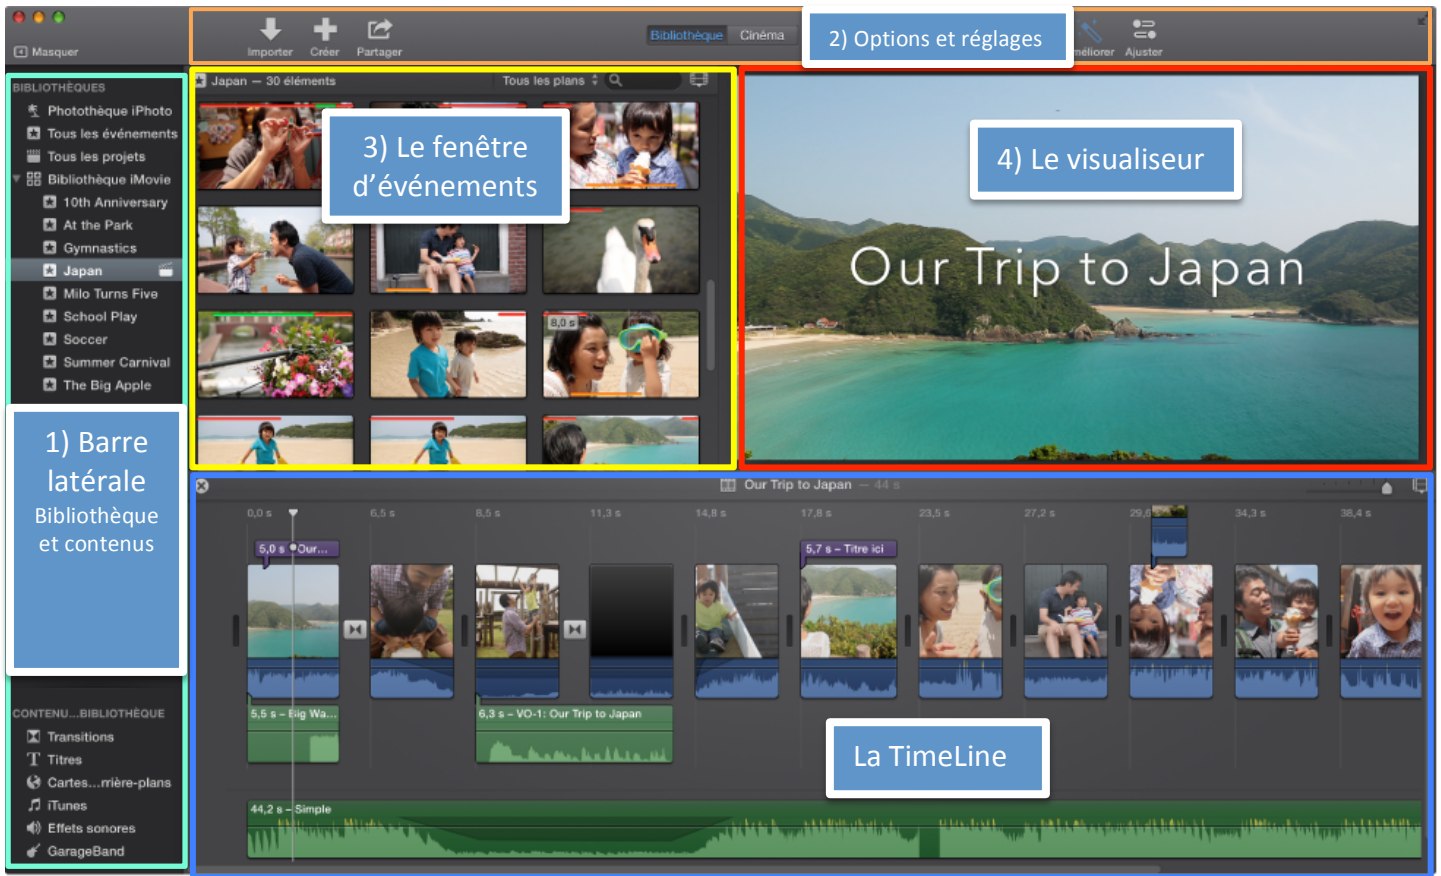 Masquer
Importer
Créer
Partager
Bibliothèque
Cinéma
2) Options et réglages
Ajuster
BIBLIOTHÈQUES
Photothèque iPhoto
Tous les événements
Tous les projets
Bibliothèque iMovie
10th Anniversary
At the Park
Gymnastics
Japan
Milo Turns Five
School Play
Soccer
Summer Carnival
The Big Apple
1) Barre
latérale
Bibliothèque
et contenus
CONTENU...BIBLIOTHÈQUE
Transitions
Titres
Cartes...rrière-plans
iTunes
Effets sonores
GarageBand
Japan — 30 éléments
Tous les plans
3) Le fenêtre
d'événements
8,0 s
4) Le visualiseur
Our Trip to Japan
Our Trip to Japan — 44 s
0,0 s
6,5 s
8,5 s
11,3 s
14,8 s
17,8 s
23,5 s
27,2 s
29,6
34,3 s
38,4 s
5,0 s Our...
5,7 s – Titre ici
5,5 s – Big Wa...
6,3 s – VO-1: Our Trip to Japan
La TimeLine
44,2 s – Simple